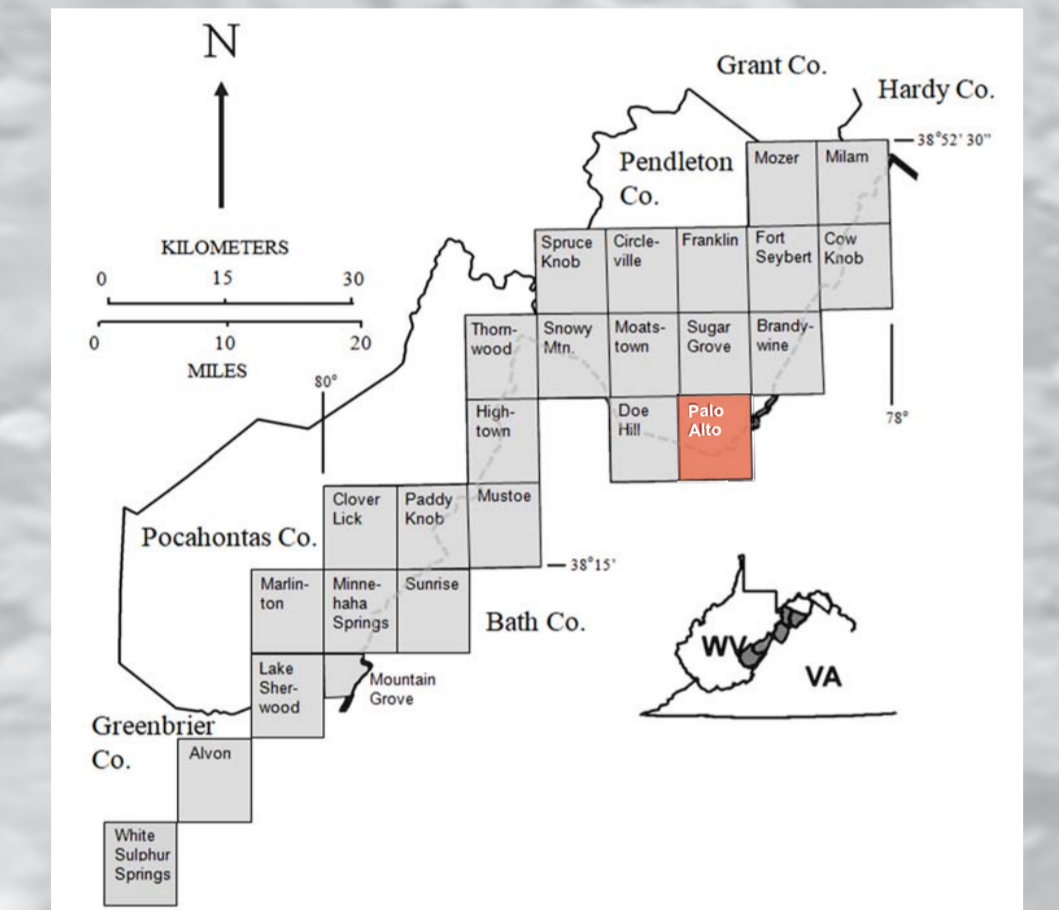 N
Grant Co.
Hardy Co.
38°52' 30"
Pendleton
Co.
Mozer
Milam
KILOMETERS
0 15 30
0 10 20
MILES
Spruce
Knob
Circle-
ville
Franklin
Fort
Seybert
Cow
Knob
Thorn-
wood
Snowy
Mtn.
Moats-
town
Sugar
Grove
Brandy-
wine
80°
78°
High-
town
Doe
Hill
Palo
Alto
Clover
Lick
Paddy
Knob
Mustoe
Pocahontas Co.
38°15'
Marlin-
ton
Minne-
haha
Springs
Sunrise
Bath Co.
WV
VA
Lake
Sher-
wood
Mountain
Grove
Greenbrier
Co.
Alvon
White
Sulphur
Springs